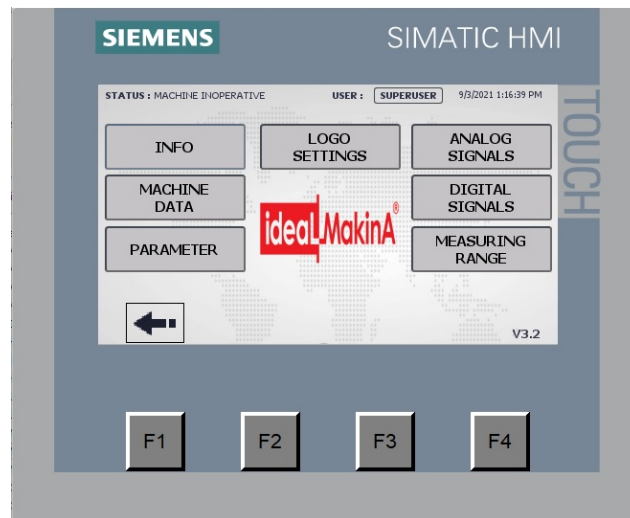 SIEMENS
SIMATIC HMI
TOUCH
STATUS : MACHINE INOPERATIVE USER : SUPERUSER 9/3/2021 1:16:39 PM
INFO
LOGO
SETTINGS
ANALOG
SIGNALS
MACHINE
DATA
DIGITAL
SIGNALS
PARAMETER
ideaLMakinA®
MEASURING
RANGE
V3.2
F1 F2 F3 F4